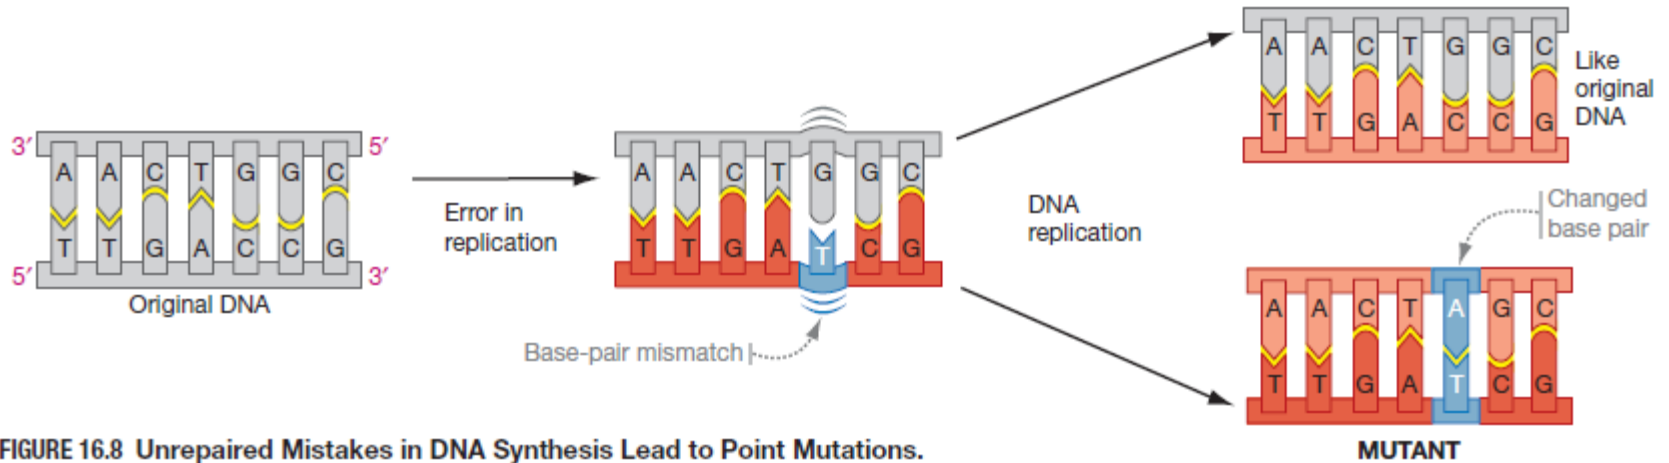 3′ 5′
A A C T G G C
T T G A C C G
5′ 3′
Original DNA
Error in
replication
A A C T G G C
T T G A T C G
Base-pair mismatch
DNA
replication
A A C T G G C
T T G A C C G
Like
original
DNA
Changed
base pair
A A C T A G C
T T G A T C G
MUTANT
FIGURE 16.8 Unrepaired Mistakes in DNA Synthesis Lead to Point Mutations.